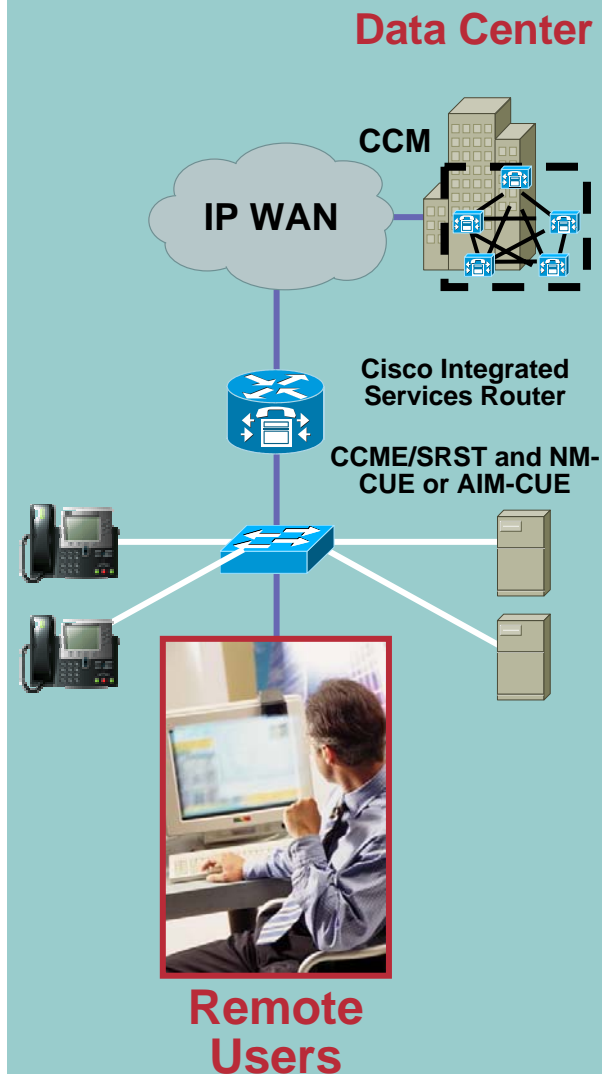 Data Center
CCM
IP WAN
Cisco Integrated
Services Router
CCME/SRST and NM-
CUE or AIM-CUE
Remote
Users